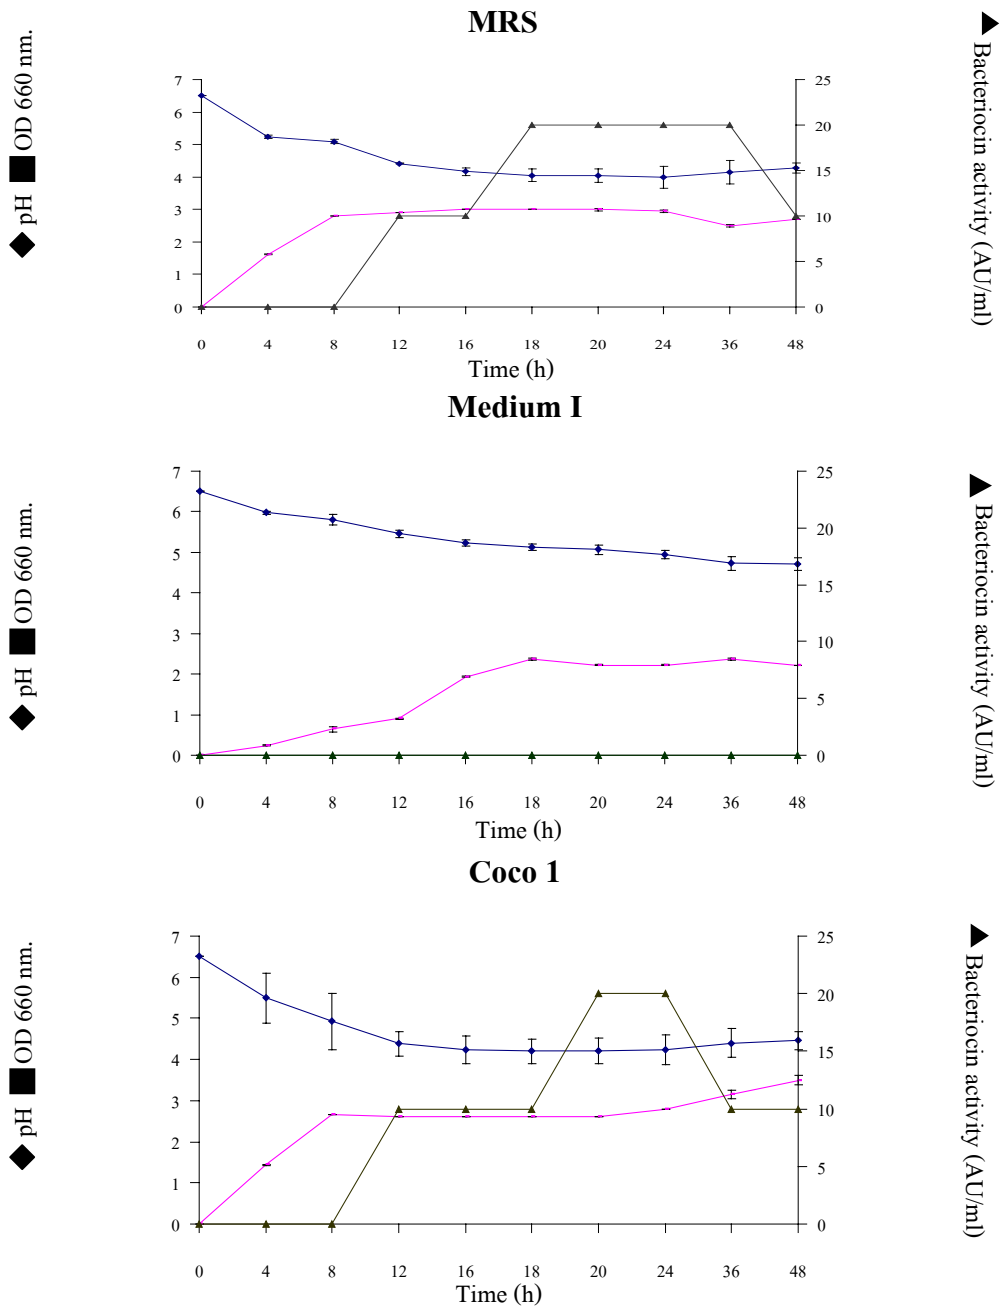 MRS
◆ pH ■ OD 660 nm.
▲ Bacteriocin activity (AU/ml)
7
6
5
4
3
2
1
0
25
20
15
10
5
0
0 4 8 12 16 18 20 24 36 48
Time (h)
Medium I
◆ pH ■ OD 660 nm.
▲ Bacteriocin activity (AU/ml)
7
6
5
4
3
2
1
0
25
20
15
10
5
0
0 4 8 12 16 18 20 24 36 48
Time (h)
Coco 1
◆ pH ■ OD 660 nm.
▲ Bacteriocin activity (AU/ml)
7
6
5
4
3
2
1
0
25
20
15
10
5
0
0 4 8 12 16 18 20 24 36 48
Time (h)